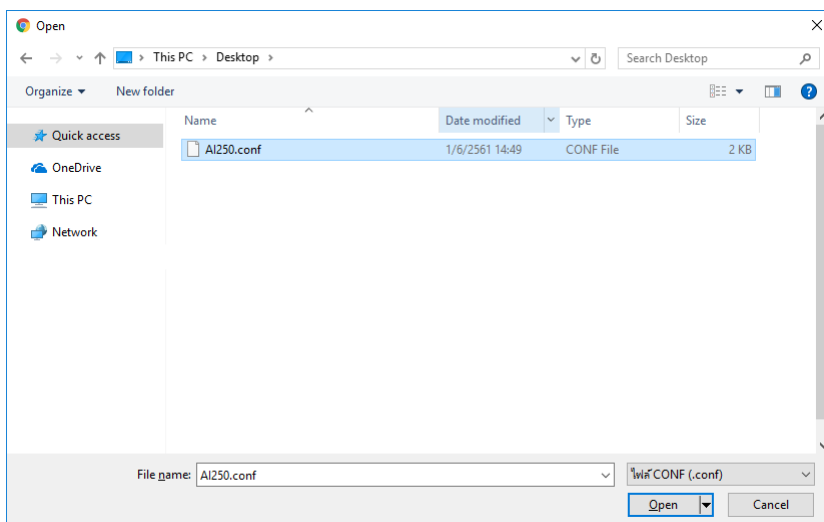 Open
This PC > Desktop >
Search Desktop
Organize
New folder
Name
Date modified
Type
Size
Quick access
OneDrive
This PC
Network
AI250.conf
1/6/2561 14:49
CONF File
2 KB
File name:
AI250.conf
ไฟล์ CONF (.conf)
Open
Cancel